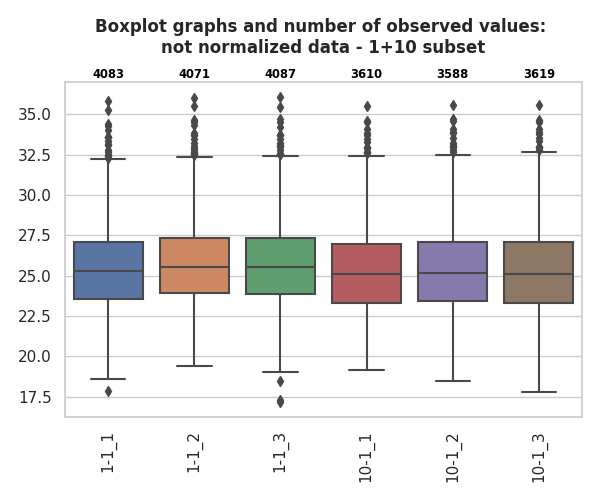 Boxplot graphs and number of observed values:
not normalized data - 1+10 subset
4083 4071 4087 3610 3588 3619
35.0
32.5
30.0
27.5
25.0
22.5
20.0
17.5
1-1_1 1-1_2 1-1_3 10-1_1 10-1_2 10-1_3